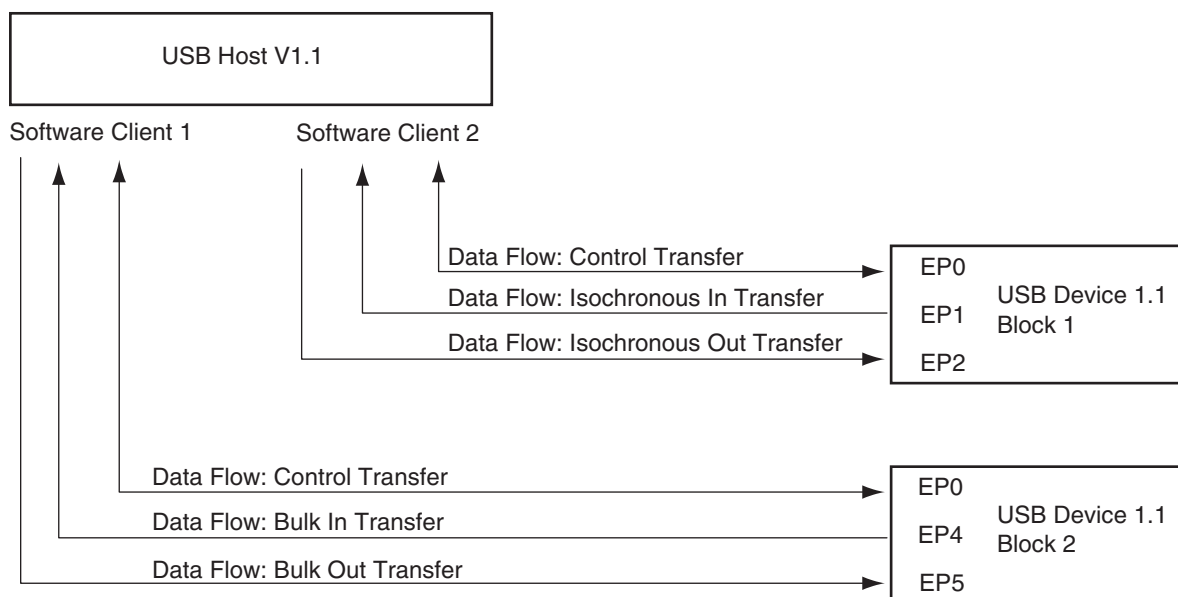 USB Host V1.1
Software Client 1
Software Client 2
Data Flow: Control Transfer
EP0
Data Flow: Isochronous In Transfer
EP1
USB Device 1.1
Block 1
Data Flow: Isochronous Out Transfer
EP2
Data Flow: Control Transfer
EP0
Data Flow: Bulk In Transfer
EP4
USB Device 1.1
Block 2
Data Flow: Bulk Out Transfer
EP5